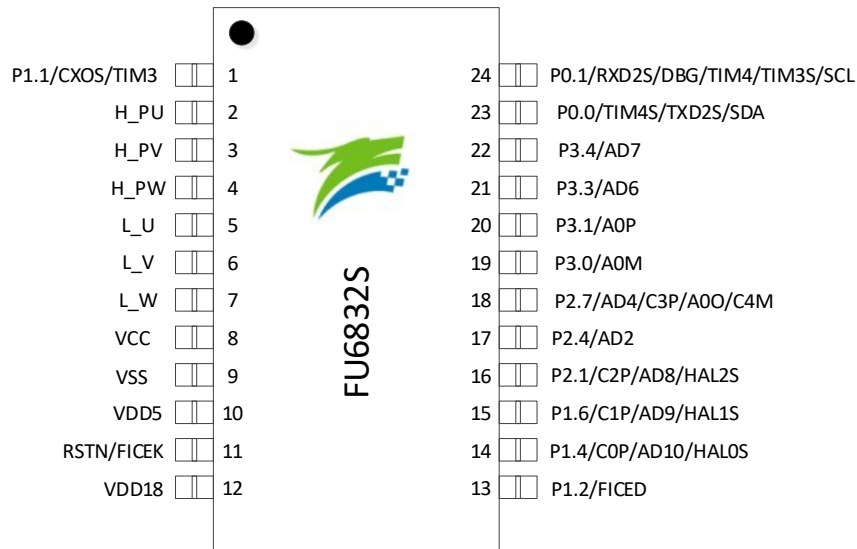 P1.1/CXOS/TIM3 1 24 P0.1/RXD2S/DBG/TIM4/TIM3S/SCL
H_PU 2 23 P0.0/TIM4S/TXD2S/SDA
H_PV 3 22 P3.4/AD7
H_PW 4 21 P3.3/AD6
L_U 5 20 P3.1/A0P
L_V 6 19 P3.0/A0M
L_W 7 18 P2.7/AD4/C3P/A0O/C4M
VCC 8 17 P2.4/AD2
VSS 9 16 P2.1/C2P/AD8/HAL2S
VDD5 10 15 P1.6/C1P/AD9/HAL1S
RSTN/FICEK 11 14 P1.4/C0P/AD10/HAL0S
VDD18 12 13 P1.2/FICED
FU6832S